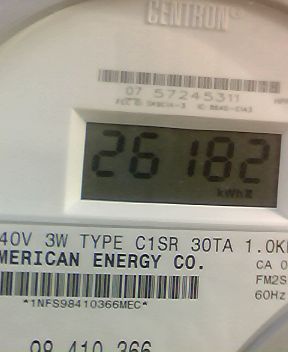 CENTRON®
07 57245311
26182
kWh
40V 3W TYPE C1SR 30TA 1.0K
MERICAN ENERGY CO.
CA 0
FM2S
60Hz
*1NFS98410366MEC*
98 410 366